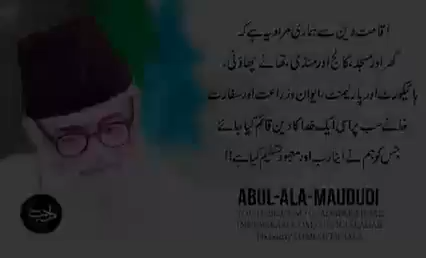 اقامت دین سے ہماری مراد یہ ہے کہ
گھر اور مسجد، کالج اور منڈی، تھانے چھاؤنی،
ہائیکورٹ اور پارلیمنٹ، ایوان وزراعت اور سفارت
خانے سب پر اسی ایک خدا کا دین قائم کیا جائے
جس کو ہم نے اپنا رب اور معبود تسلیم کیا ہے!!
ABUL-ALA-MAUDUDI